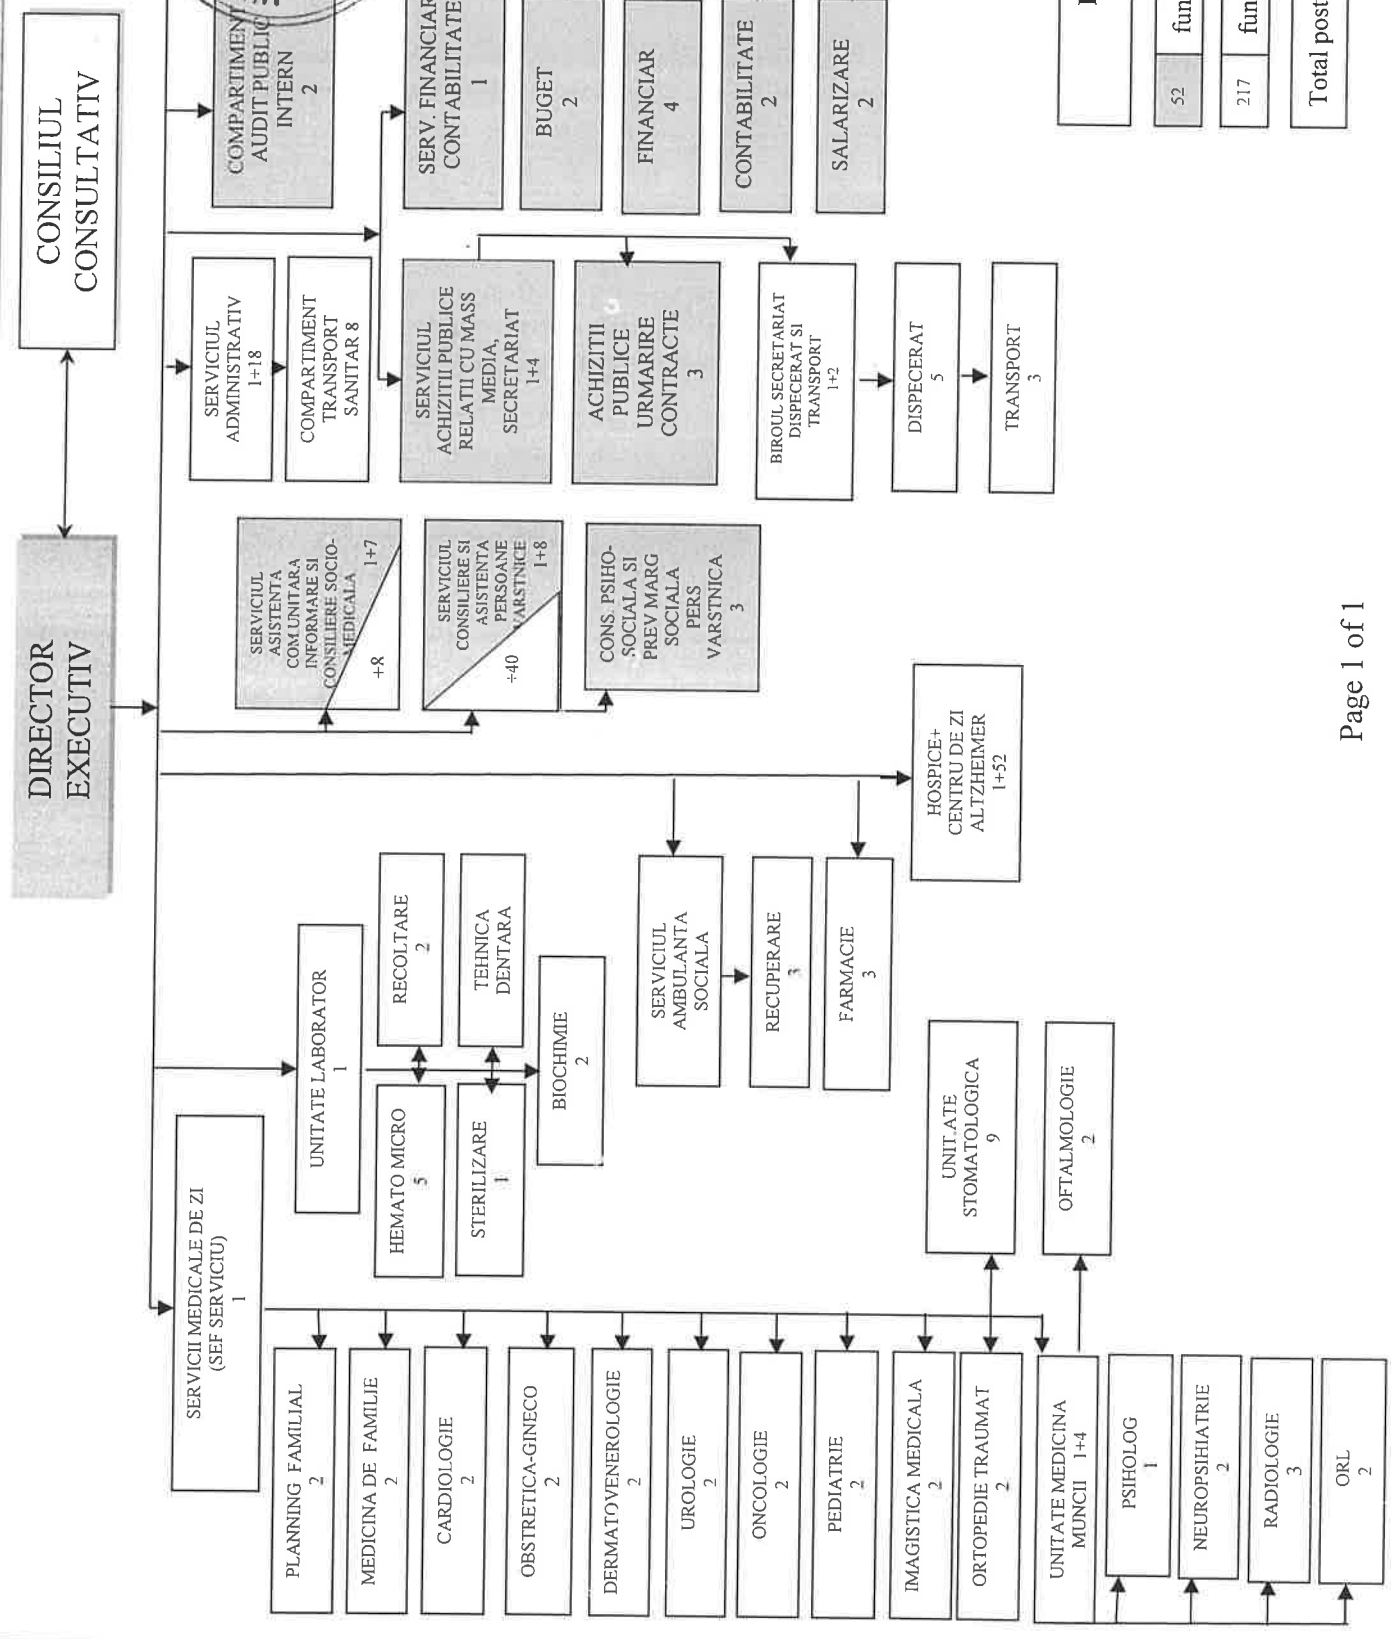 DIRECTOR
EXECUTIV
CONSILIUL
CONSULTATIV
SERVICII MEDICALE DE ZI
(SEF SERVICIU)
1
PLANNING FAMILIAL
2
MEDICINA DE FAMILIE
2
CARDIOLOGIE
2
OBSTRETICA-GINECO
2
DERMATOVENEROLOGIE
2
UROLOGIE
2
ONCOLOGIE
2
PEDIATRIE
2
IMAGISTICA MEDICALA
2
ORTOPEDIE TRAUMAT
2
UNITATE MEDICINA
MUNCII 1+4
PSIHOLOG
1
NEUROPSIHIATRIE
2
RADIOLOGIE
3
ORL
2
UNITATE
STOMATOLOGICA
9
OFTALMOLOGIE
2
UNITATE LABORATOR
1
HEMATO MICRO
5
RECOLTARE
2
STERILIZARE
1
TEHNICA
DENTARA
BIOCHIMIE
2
SERVICIUL
AMBULANTA
SOCIALA
RECUPERARE
3
FARMACIE
3
HOSPICE+
CENTRU DE ZI
ALTZHEIMER
1+52
SERVICIUL
ASISTENTA
COMUNITARA
INFORMARE SI
CONSILIERE SOCIO-
MEDICALA 1+7
+8
SERVICIUL
CONSILIERE SI
ASISTENTA
PERSOANE
VARSTNICE
1+8
+40
CONS. PSIHO-
SOCIALA SI
PREV MARG
SOCIALA
PERS
VARSTNICA
3
SERVICIUL
ADMINISTRATIV
1+18
COMPARTIMENT
TRANSPORT
SANITAR 8
SERVICIUL
ACHIZITII PUBLICE
RELATII CU MASS
MEDIA,
SECRETARIAT
1+4
ACHIZITII
PUBLICE
URMARIRE
CONTRACTE
3
BIROUL SECRETARIAT
DISPECERAT SI
TRANSPORT
1+2
DISPECERAT
5
TRANSPORT
3
COMPARTIMEN
AUDIT PUBLIC
INTERN
2
SERV. FINANCIAR
CONTABILITATE
1
BUGET
2
FINANCIAR
4
CONTABILITATE
2
SALARIZARE
2
52 fun
217 fun
Total post
Page 1 of 1